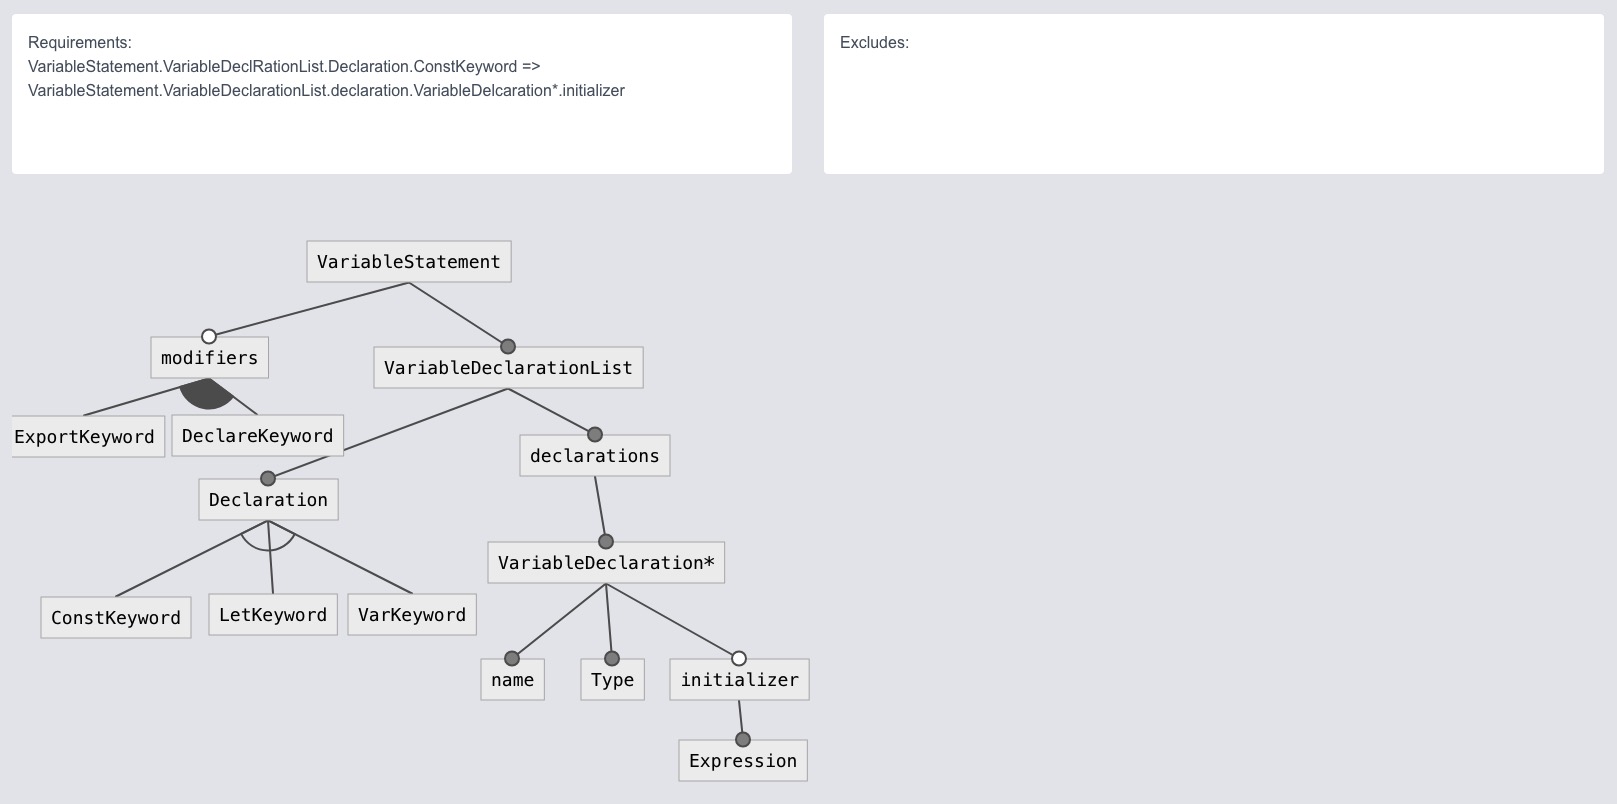 Requirements:
VariableStatement.VariableDeclRationList.Declaration.ConstKeyword =>
VariableStatement.VariableDeclarationList.declaration.VariableDelcaration*.initializer
Excludes:
VariableStatement
modifiers
VariableDeclarationList
ExportKeyword
DeclareKeyword
declarations
Declaration
VariableDeclaration*
ConstKeyword
LetKeyword
VarKeyword
name
Type
initializer
Expression